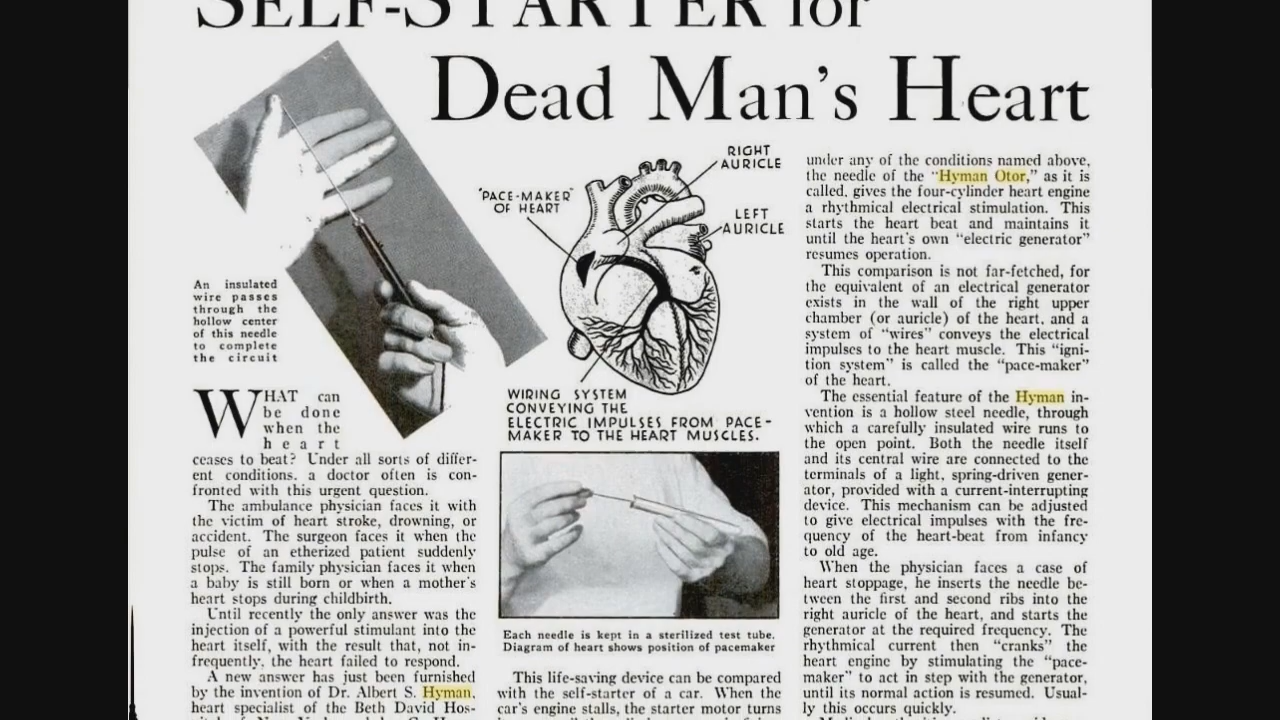 SELF-STARTER for
Dead Man's Heart
An insulated
wire passes
through the
hollow center
of this needle
to complete
the circuit
"PACE-MAKER"
OF HEART
RIGHT
AURICLE
LEFT
AURICLE
WIRING SYSTEM
CONVEYING THE
ELECTRIC IMPULSES FROM PACE-
MAKER TO THE HEART MUSCLES.
WHAT can
be done
when the
heart
ceases to beat? Under all sorts of differ-
ent conditions, a doctor often is con-
fronted with this urgent question.
The ambulance physician faces it with
the victim of heart stroke, drowning, or
accident. The surgeon faces it when the
pulse of an etherized patient suddenly
stops. The family physician faces it when
a baby is still born or when a mother's
heart stops during childbirth.
Until recently the only answer was the
injection of a powerful stimulant into the
heart itself, with the result that, not in-
frequently, the heart failed to respond.
A new answer has just been furnished
by the invention of Dr. Albert S. Hyman,
heart specialist of the Beth David Hos-
Each needle is kept in a sterilized test tube.
Diagram of heart shows position of pacemaker
This life-saving device can be compared
with the self-starter of a car. When the
car's engine stalls, the starter motor turns
under any of the conditions named above,
the needle of the "Hyman Otor," as it is
called, gives the four-cylinder heart engine
a rhythmical electrical stimulation. This
starts the heart beat and maintains it
until the heart's own "electric generator"
resumes operation.
This comparison is not far-fetched, for
the equivalent of an electrical generator
exists in the wall of the right upper
chamber (or auricle) of the heart, and a
system of "wires" conveys the electrical
impulses to the heart muscle. This "igni-
tion system" is called the "pace-maker"
of the heart.
The essential feature of the Hyman in-
vention is a hollow steel needle, through
which a carefully insulated wire runs to
the open point. Both the needle itself
and its central wire are connected to the
terminals of a light, spring-driven gener-
ator, provided with a current-interrupting
device. This mechanism can be adjusted
to give electrical impulses with the fre-
quency of the heart-beat from infancy
to old age.
When the physician faces a case of
heart stoppage, he inserts the needle be-
tween the first and second ribs into the
right auricle of the heart, and starts the
generator at the required frequency. The
rhythmical current then "cranks" the
heart engine by stimulating the "pace-
maker" to act in step with the generator,
until its normal action is resumed. Usual-
ly this occurs quickly.